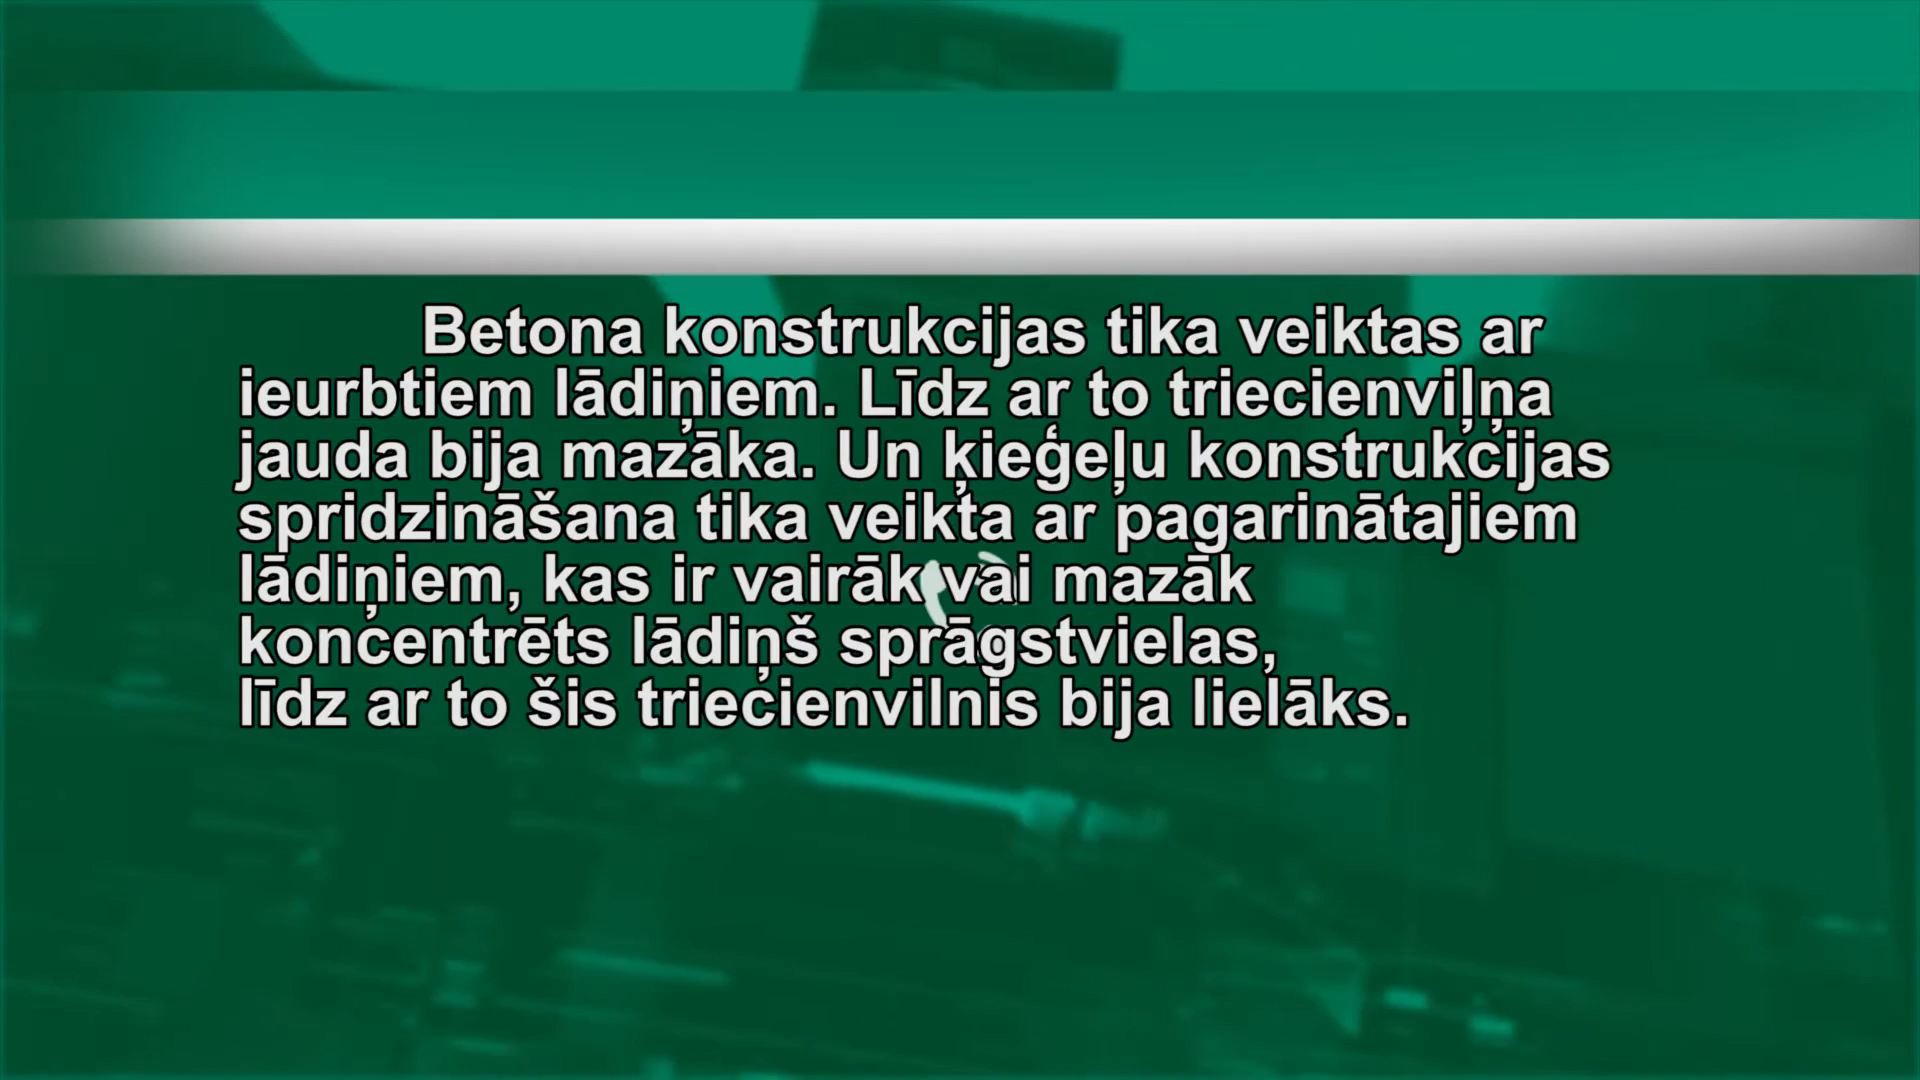 Betona konstrukcijas tika veiktas ar
ieurbtiem lādiņiem. Līdz ar to triecienviļņa
jauda bija mazāka. Un ķieģeļu konstrukcijas
spridzināšana tika veikta ar pagarinātajiem
lādiņiem, kas ir vairāk vai mazāk
koncentrēts lādiņš sprāgstvielas,
līdz ar to šis triecienvilnis bija lielāks.